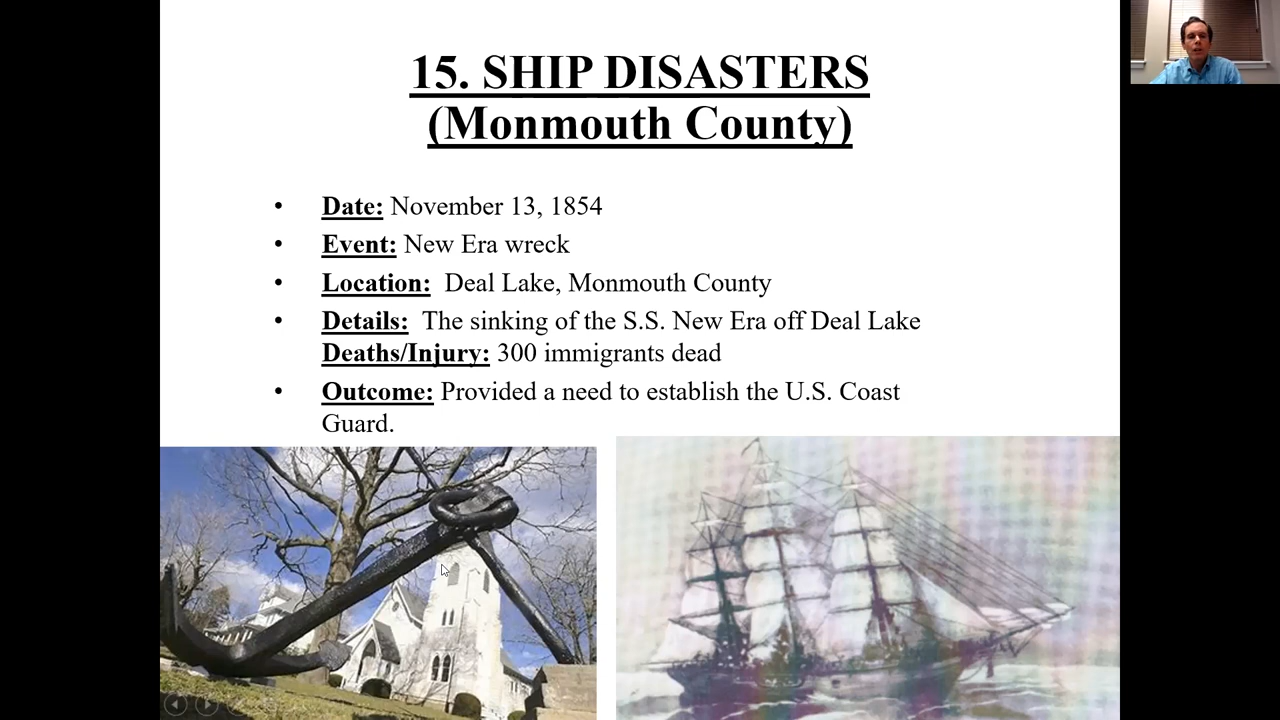 15. SHIP DISASTERS
(Monmouth County)
• Date: November 13, 1854
• Event: New Era wreck
• Location: Deal Lake, Monmouth County
• Details: The sinking of the S.S. New Era off Deal Lake
Deaths/Injury: 300 immigrants dead
• Outcome: Provided a need to establish the U.S. Coast
Guard.